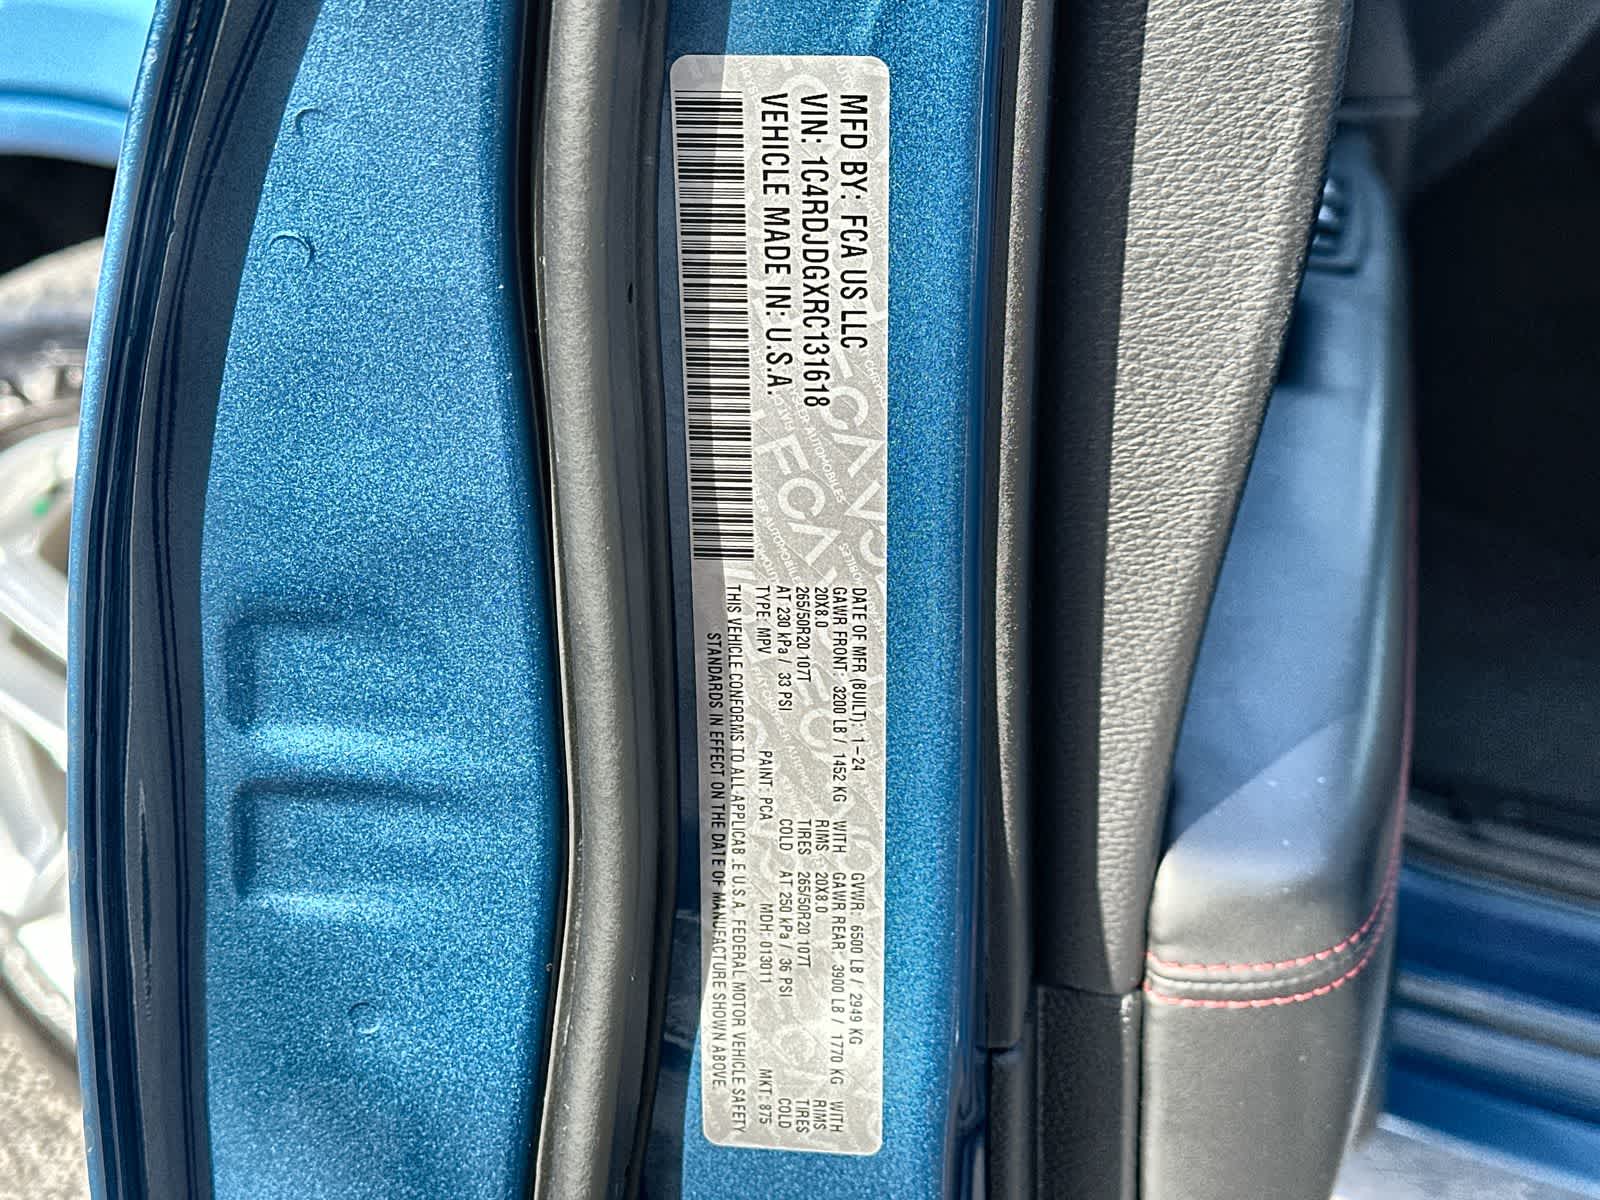 MFD BY: FCA US LLC
VIN: 1C4RDJDGXRC131618
VEHICLE MADE IN: U.S.A.
DATE OF MFR (BUILT): 1-24 GVWR: 6500 LB / 2949 KG
GAWR FRONT: 3200 LB / 1452 KG WITH GAWR REAR: 3900 LB / 1770 KG WITH
20X8.0 RIMS 20X8.0 RIMS
265/50R20 107T TIRES 265/50R20 107T TIRES
AT 230 kPa / 33 PSI COLD AT 250 kPa / 36 PSI COLD
TYPE: MPV PAINT: PCA MDH: 013011 MKT: 875
THIS VEHICLE CONFORMS TO ALL APPLICABLE U.S.A. FEDERAL MOTOR VEHICLE SAFETY
STANDARDS IN EFFECT ON THE DATE OF MANUFACTURE SHOWN ABOVE.
FCA
FCA